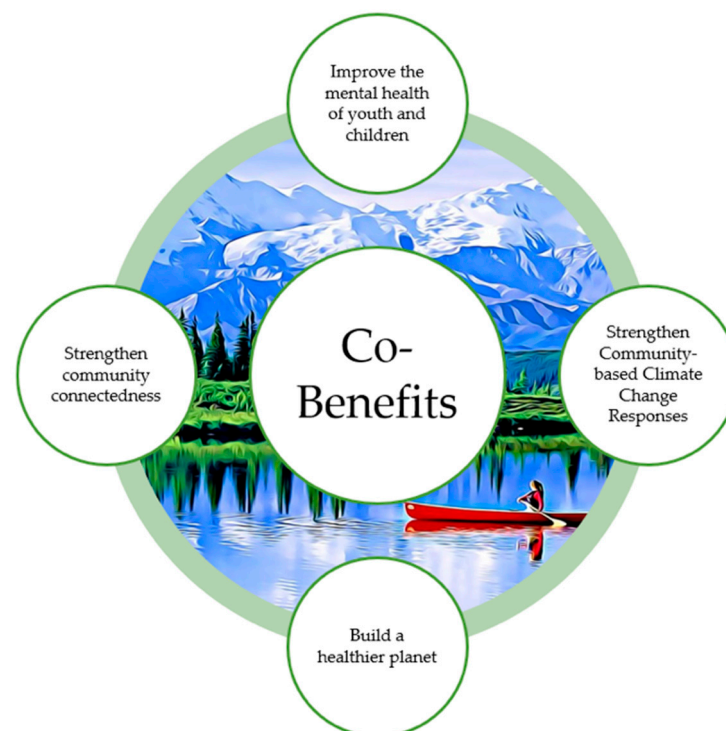 Improve the
mental health
of youth and
children
Strengthen
community
connectedness
Co-
Benefits
Strengthen
Community-
based Climate
Change
Responses
Build a
healthier planet